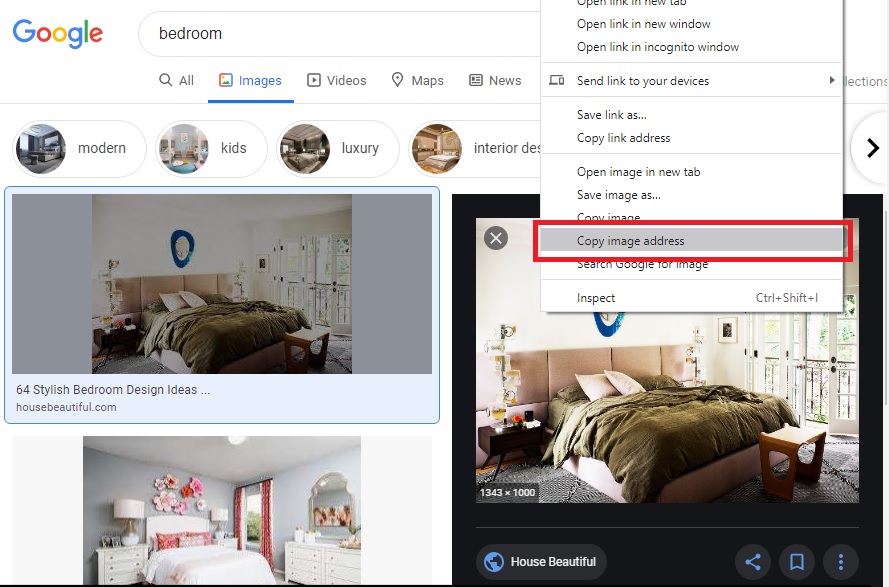 Google
bedroom
All
Images
Videos
Maps
News
modern
kids
luxury
interior des
Open link in new tab
Open link in new window
Open link in incognito window
Send link to your devices
llections
Save link as...
Copy link address
Open image in new tab
Save image as...
Copy image
Copy image address
Search Google for image
Inspect Ctrl+Shift+I
64 Stylish Bedroom Design Ideas ...
housebeautiful.com
1343 × 1000
House Beautiful